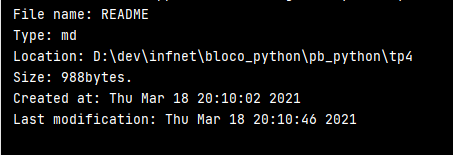 File name: README
Type: md
Location: D:\dev\infnet\bloco_python\pb_python\tp4
Size: 988bytes.
Created at: Thu Mar 18 20:10:02 2021
Last modification: Thu Mar 18 20:10:46 2021